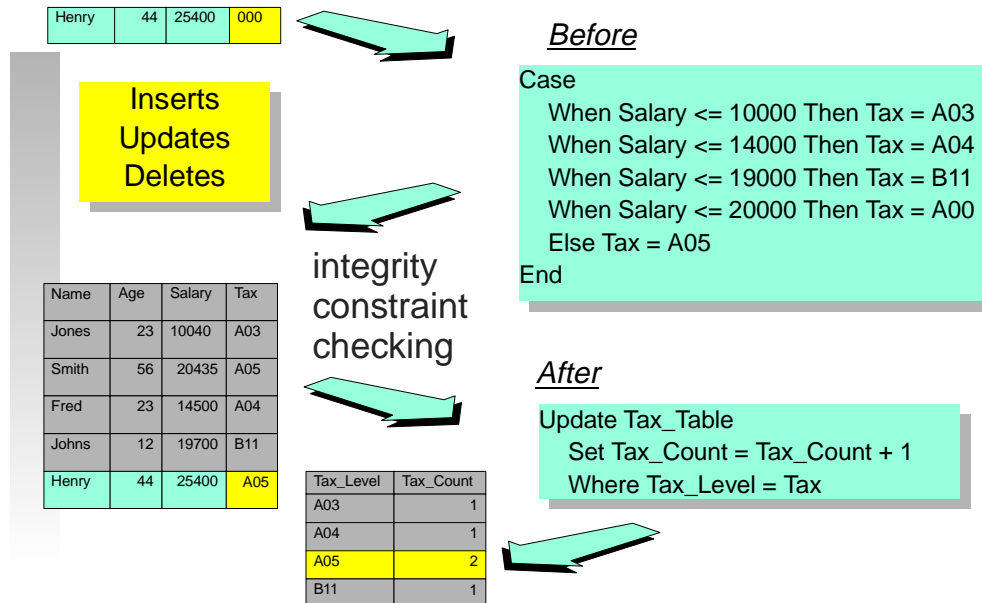 Henry 44 25400 000
Before
Inserts
Updates
Deletes
Case
When Salary <= 10000 Then Tax = A03
When Salary <= 14000 Then Tax = A04
When Salary <= 19000 Then Tax = B11
When Salary <= 20000 Then Tax = A00
Else Tax = A05
End
integrity
constraint
checking
Name Age Salary Tax
Jones 23 10040 A03
Smith 56 20435 A05
Fred 23 14500 A04
Johns 12 19700 B11
Henry 44 25400 A05
After
Update Tax_Table
Set Tax_Count = Tax_Count + 1
Where Tax_Level = Tax
Tax_Level Tax_Count
A03 1
A04 1
A05 2
B11 1